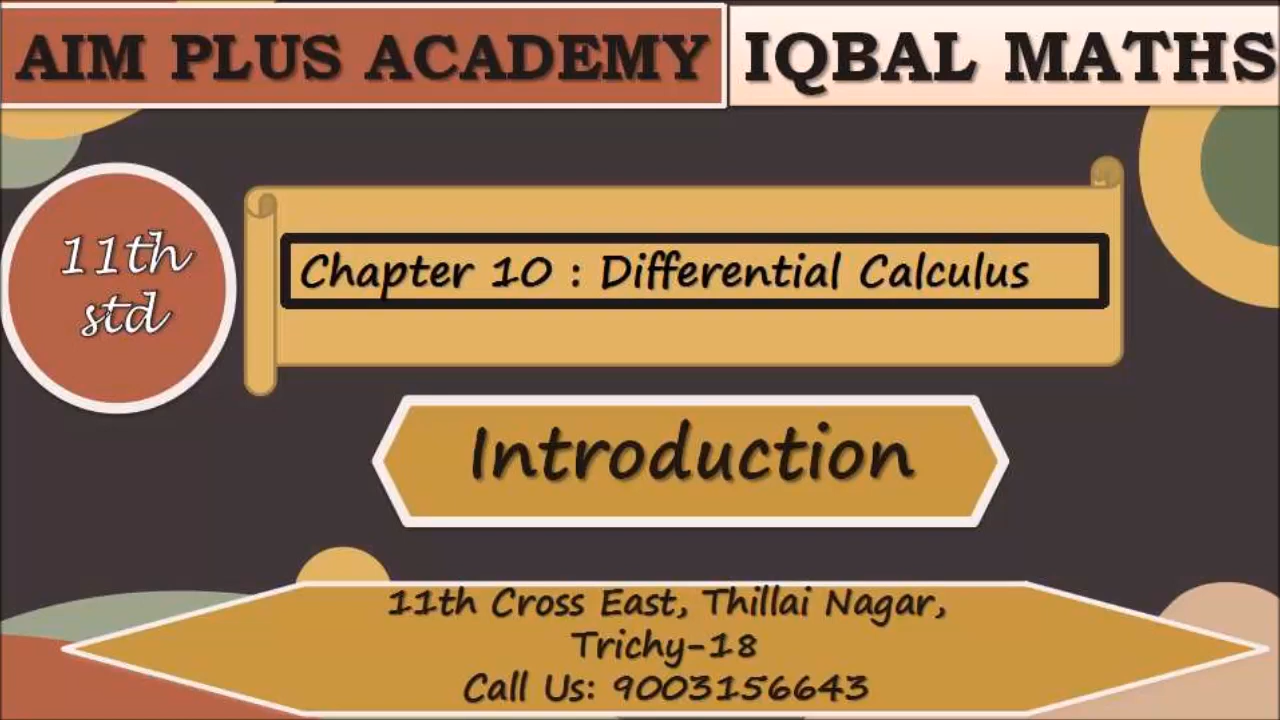 AIM PLUS ACADEMY
IQBAL MATHS
11th
std
Chapter 10 : Differential Calculus
Introduction
11th Cross East, Thillai Nagar,
Trichy-18
Call Us: 9003156643